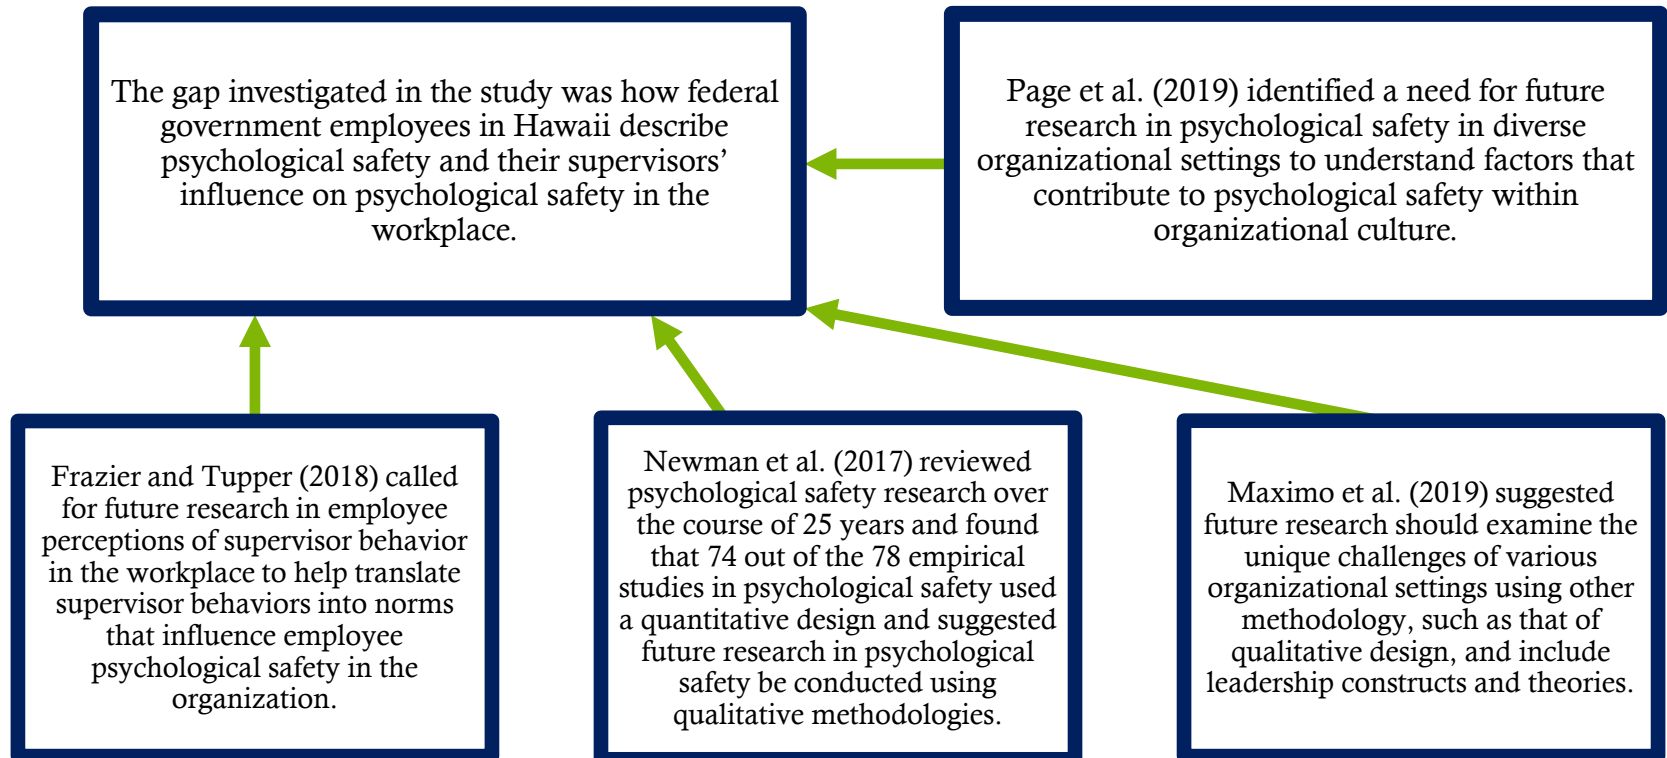 The gap investigated in the study was how federal
government employees in Hawaii describe
psychological safety and their supervisors’
influence on psychological safety in the
workplace.
Page et al. (2019) identified a need for future
research in psychological safety in diverse
organizational settings to understand factors that
contribute to psychological safety within
organizational culture.
Frazier and Tupper (2018) called
for future research in employee
perceptions of supervisor behavior
in the workplace to help translate
supervisor behaviors into norms
that influence employee
psychological safety in the
organization.
Newman et al. (2017) reviewed
psychological safety research over
the course of 25 years and found
that 74 out of the 78 empirical
studies in psychological safety used
a quantitative design and suggested
future research in psychological
safety be conducted using
qualitative methodologies.
Maximo et al. (2019) suggested
future research should examine the
unique challenges of various
organizational settings using other
methodology, such as that of
qualitative design, and include
leadership constructs and theories.